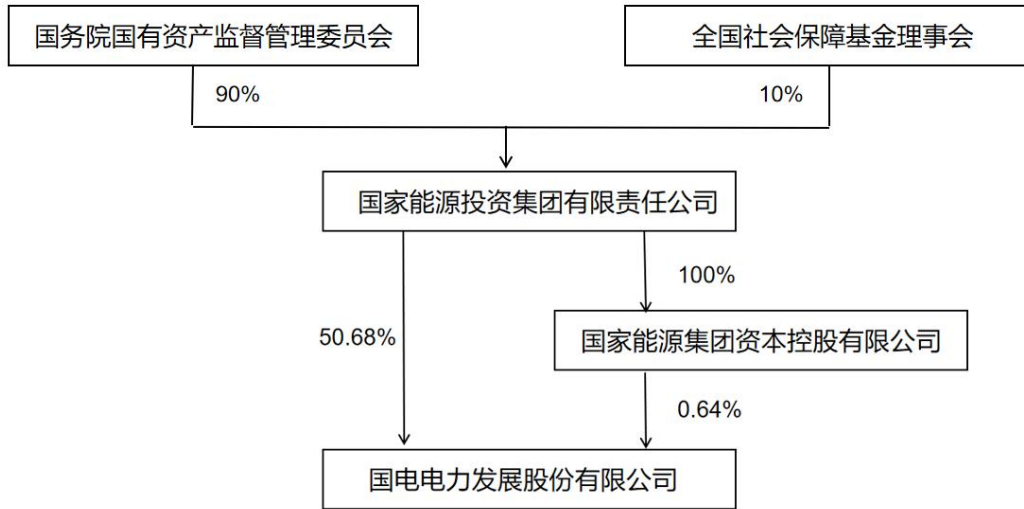 国务院国有资产监督管理委员会
全国社会保障基金理事会
90%
10%
国家能源投资集团有限责任公司
100%
50.68%
国家能源集团资本控股有限公司
0.64%
国电电力发展股份有限公司